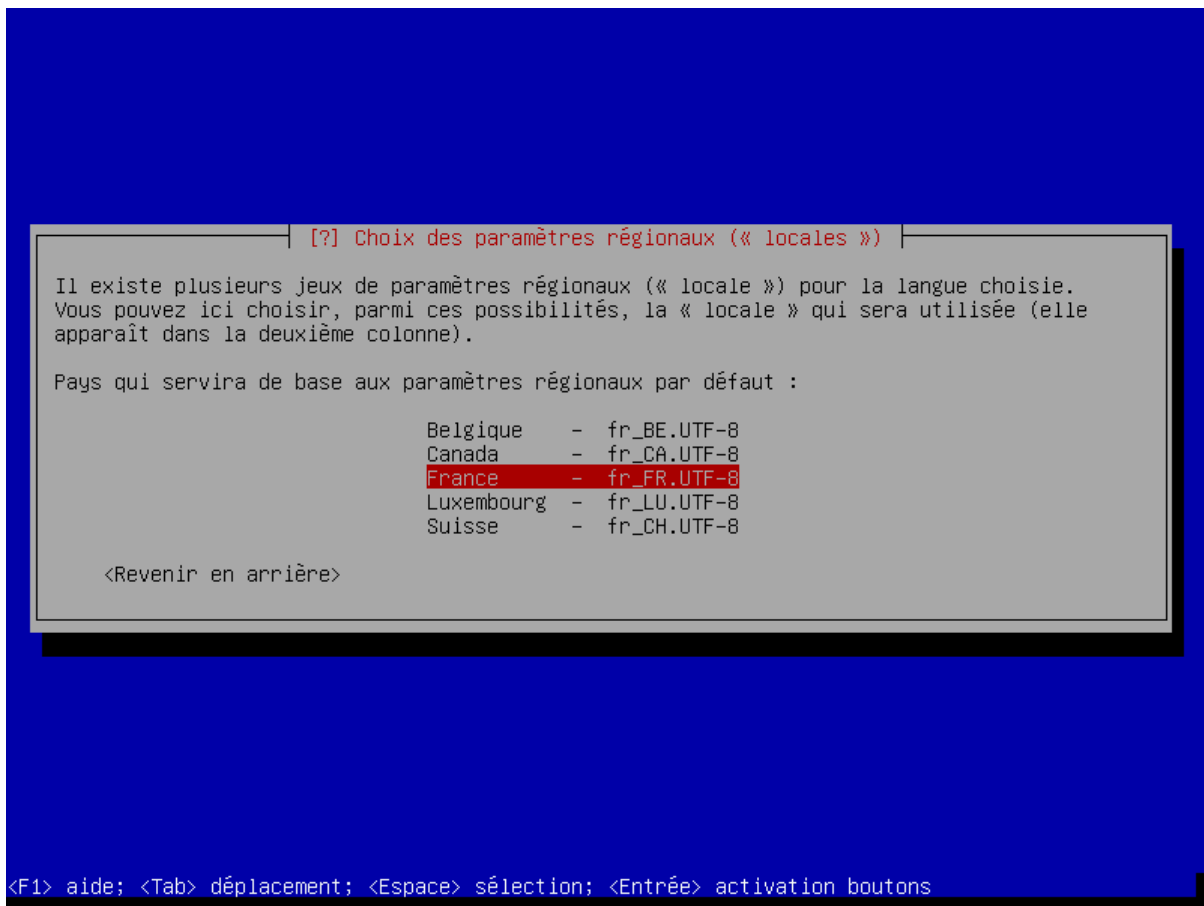 [?] Choix des paramètres régionaux (« locales »)
Il existe plusieurs jeux de paramètres régionaux (« locale ») pour la langue choisie.
Vous pouvez ici choisir, parmi ces possibilités, la « locale » qui sera utilisée (elle
apparaît dans la deuxième colonne).
Pays qui servira de base aux paramètres régionaux par défaut :
Belgique - fr_BE.UTF-8
Canada - fr_CA.UTF-8
France - fr_FR.UTF-8
Luxembourg - fr_LU.UTF-8
Suisse - fr_CH.UTF-8
<Revenir en arrière>
<F1> aide; <Tab> déplacement; <Espace> sélection; <Entrée> activation boutons